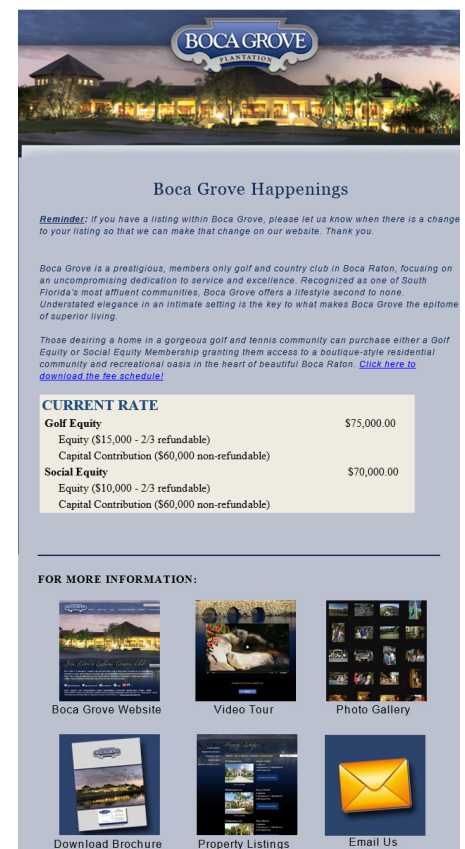 BOCA GROVE
PLANTATION
Boca Grove Happenings
Reminder: If you have a listing within Boca Grove, please let us know when there is a change
to your listing so that we can make that change on our website. Thank you.
Boca Grove is a prestigious, members only golf and country club in Boca Raton, focusing on
an uncompromising dedication to service and excellence. Recognized as one of South
Florida's most affluent communities, Boca Grove offers a lifestyle second to none.
Understated elegance in an intimate setting is the key to what makes Boca Grove the epitome
of superior living.
Those desiring a home in a gorgeous golf and tennis community can purchase either a Golf
Equity or Social Equity Membership granting them access to a boutique-style residential
community and recreational oasis in the heart of beautiful Boca Raton. Click here to
download the fee schedule!
CURRENT RATE
Golf Equity $75,000.00
Equity ($15,000 - 2/3 refundable)
Capital Contribution ($60,000 non-refundable)
Social Equity $70,000.00
Equity ($10,000 - 2/3 refundable)
Capital Contribution ($60,000 non-refundable)
FOR MORE INFORMATION:
BOCA GROVE
Boca Grove Website Video Tour Photo Gallery
BOCA GROVE
Download Brochure Property Listings Email Us